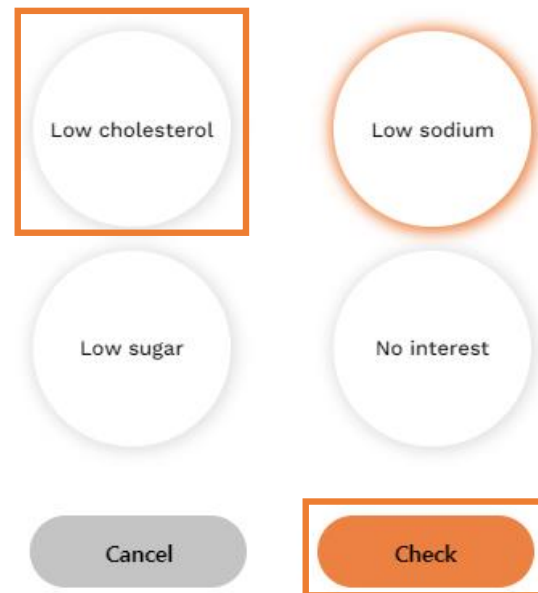 Low cholesterol
Low sodium
Low sugar
No interest
Cancel
Check